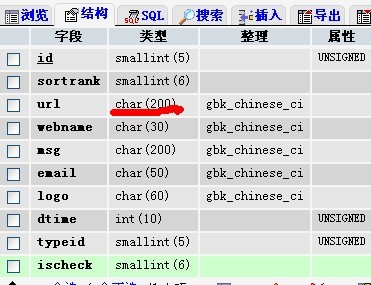 浏览 结构 SQL 搜索 插入 导出
字段 类型 整理 属性
id smallint(5) UNSIGNED
sortrank smallint(6)
url char(200) gbk_chinese_ci
webname char(30) gbk_chinese_ci
msg char(200) gbk_chinese_ci
email char(50) gbk_chinese_ci
logo char(60) gbk_chinese_ci
dtime int(10) UNSIGNED
typeid smallint(5) UNSIGNED
ischeck smallint(6)